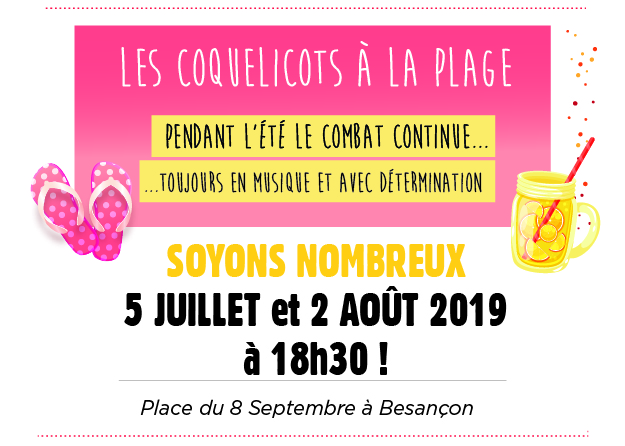 LES COQUELICOTS À LA PLAGE
PENDANT L'ÉTÉ LE COMBAT CONTINUE...
...TOUJOURS EN MUSIQUE ET AVEC DÉTERMINATION
SOYONS NOMBREUX
5 JUILLET et 2 AOÛT 2019
à 18h30 !
Place du 8 Septembre à Besançon